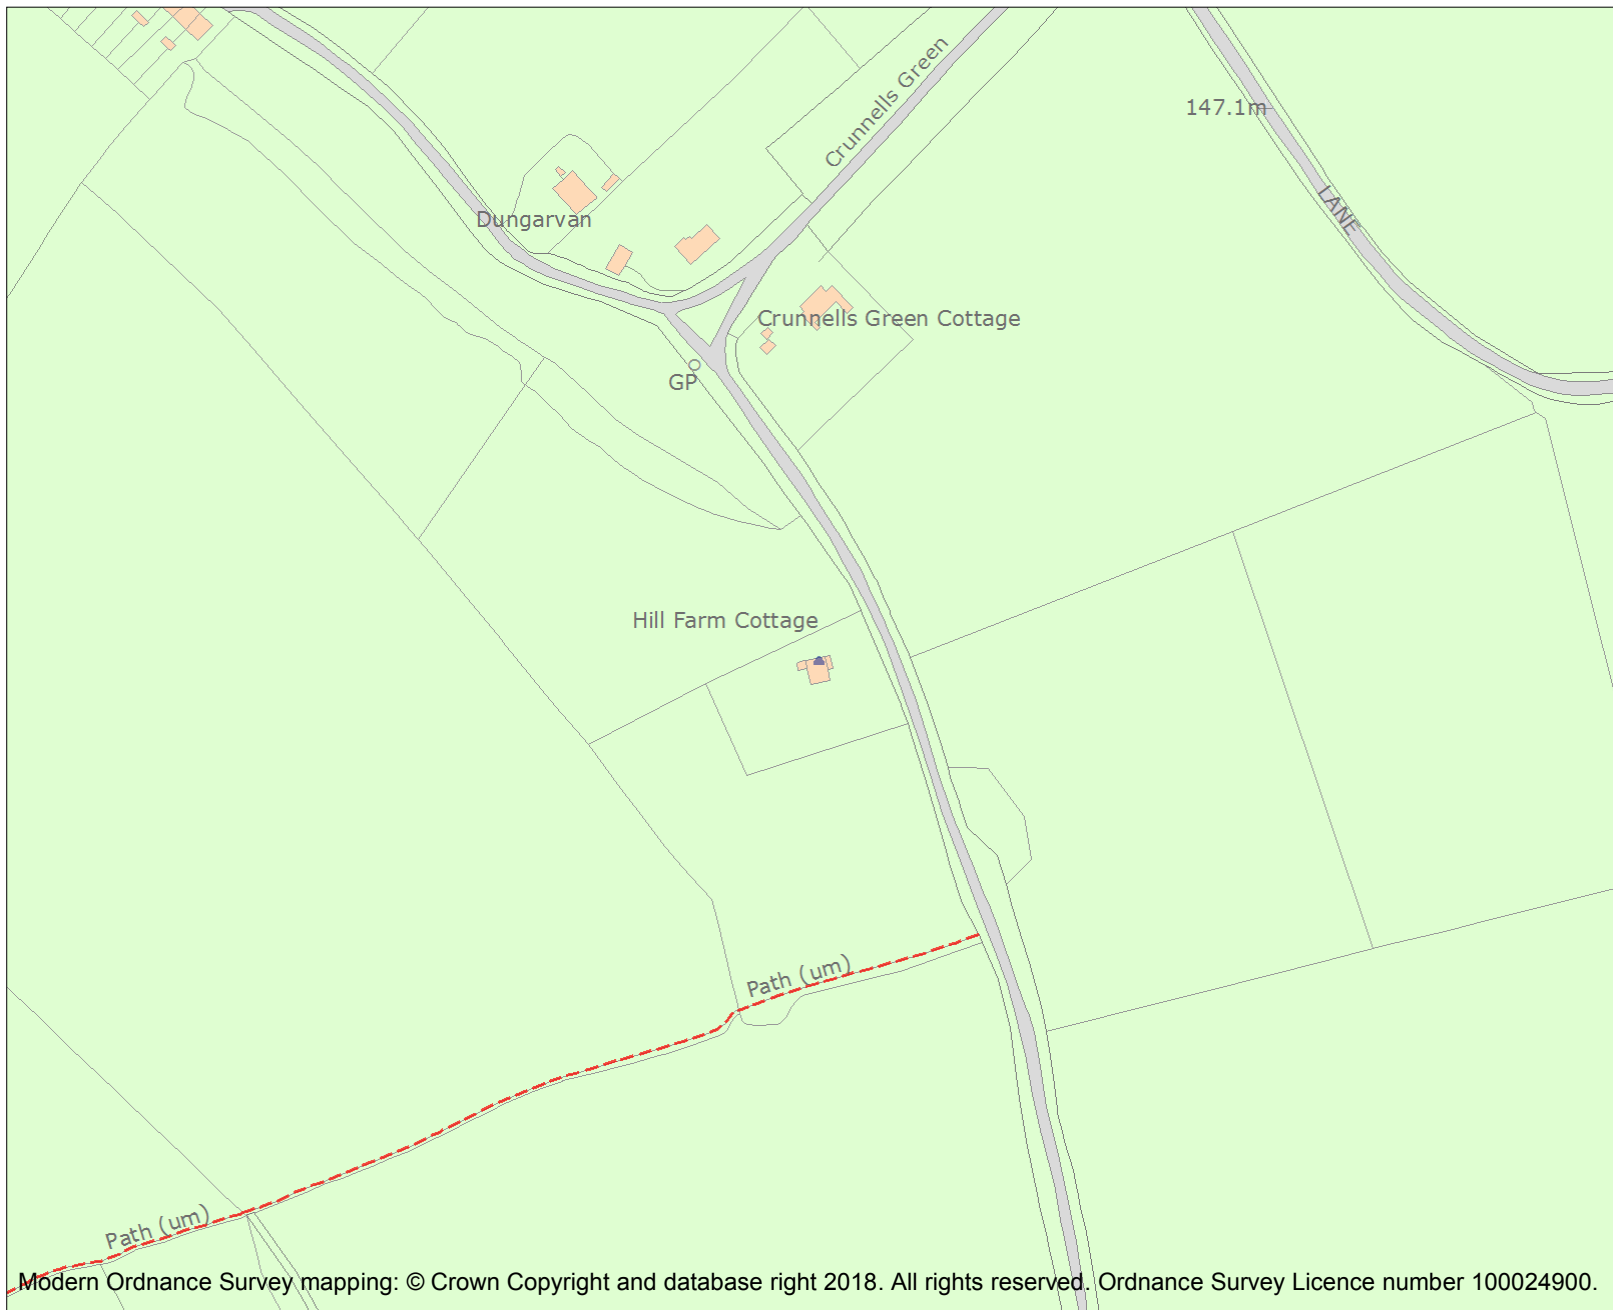 Crunnells Green
147.1m
LANE
Dungarvan
Crunnells Green Cottage
GP
Hill Farm Cottage
Path (um)
Path (um)
Modern Ordnance Survey mapping: © Crown Copyright and database right 2018. All rights reserved. Ordnance Survey Licence number 100024900.